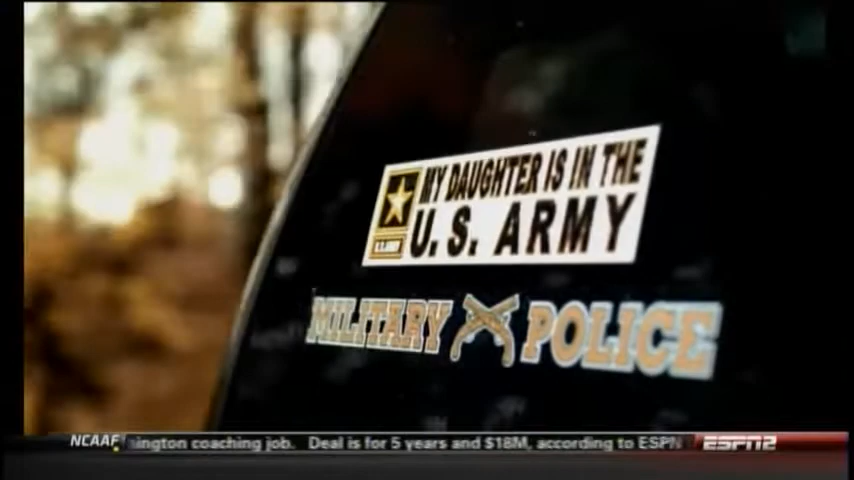 MY DAUGHTER IS IN THE
U.S. ARMY
MILITARY POLICE
NCAAF ington coaching job. Deal is for 5 years and $18M, according to ESPN ESPN2